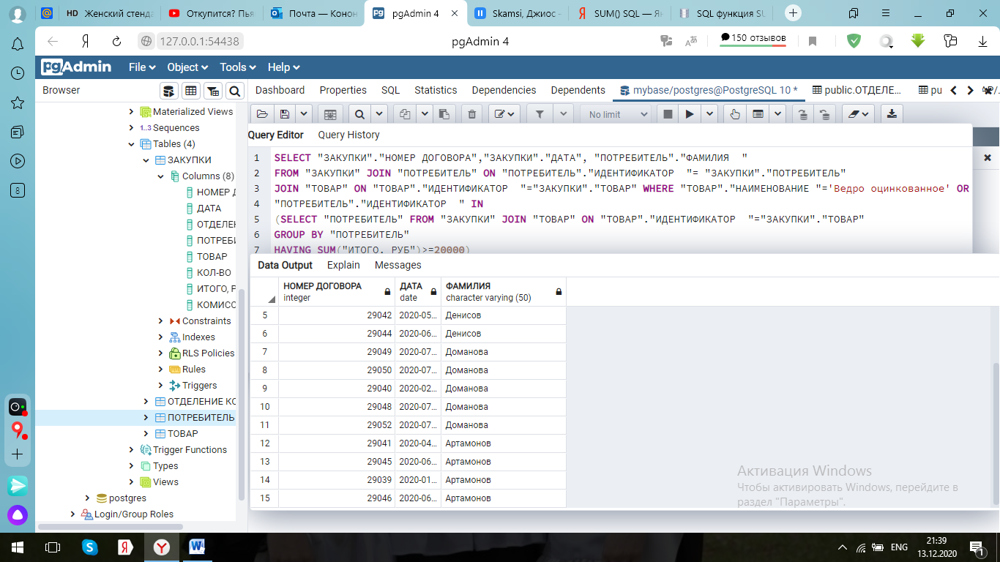 HD Женский стенда
Откупится? Пья
Почта — Конон
pgAdmin 4
Skamsi, Джиос -
SUM() SQL — Ян
SQL функция SU
127.0.0.1:54438
pgAdmin 4
150 отзывов
pgAdmin
File
Object
Tools
Help
Browser
Dashboard
Properties
SQL
Statistics
Dependencies
Dependents
mybase/postgres@PostgreSQL 10 *
public.ОТДЕЛЕ...
pu
No limit
Materialized Views
1..3 Sequences
Tables (4)
ЗАКУПКИ
Columns (8)
НОМЕР Д
ДАТА
ОТДЕЛЕН
ПОТРЕБИ
ТОВАР
КОЛ-ВО
ИТОГО, Р
КОМИСС
Constraints
Indexes
RLS Policies
Rules
Triggers
ОТДЕЛЕНИЕ КО
ПОТРЕБИТЕЛЬ
ТОВАР
Trigger Functions
Types
Views
postgres
Login/Group Roles
8
Query Editor
Query History
1 SELECT "ЗАКУПКИ"."НОМЕР ДОГОВОРА","ЗАКУПКИ"."ДАТА", "ПОТРЕБИТЕЛЬ"."ФАМИЛИЯ  "
2 FROM "ЗАКУПКИ" JOIN "ПОТРЕБИТЕЛЬ" ON "ПОТРЕБИТЕЛЬ"."ИДЕНТИФИКАТОР  "= "ЗАКУПКИ"."ПОТРЕБИТЕЛЬ"
3 JOIN "ТОВАР" ON "ТОВАР"."ИДЕНТИФИКАТОР  "="ЗАКУПКИ"."ТОВАР" WHERE "ТОВАР"."НАИМЕНОВАНИЕ "='Ведро оцинкованное' OR
4 "ПОТРЕБИТЕЛЬ"."ИДЕНТИФИКАТОР  " IN
5 (SELECT "ПОТРЕБИТЕЛЬ" FROM "ЗАКУПКИ" JOIN "ТОВАР" ON "ТОВАР"."ИДЕНТИФИКАТОР  "="ЗАКУПКИ"."ТОВАР"
6 GROUP BY "ПОТРЕБИТЕЛЬ"
7 HAVING SUM("ИТОГО, РУБ")>=20000)
Data Output
Explain
Messages
НОМЕР ДОГОВОРА ДАТА ФАМИЛИЯ
integer date character varying (50)
5 29042 2020-05... Денисов
6 29044 2020-06... Денисов
7 29049 2020-07... Доманова
8 29050 2020-07... Доманова
9 29040 2020-02... Доманова
10 29048 2020-07... Доманова
11 29052 2020-07... Доманова
12 29041 2020-04... Артамонов
13 29045 2020-06... Артамонов
14 29039 2020-01... Артамонов
15 29046 2020-06... Артамонов
Активация Windows
Чтобы активировать Windows, перейдите в
раздел "Параметры".
ENG
21:39
13.12.2020
1